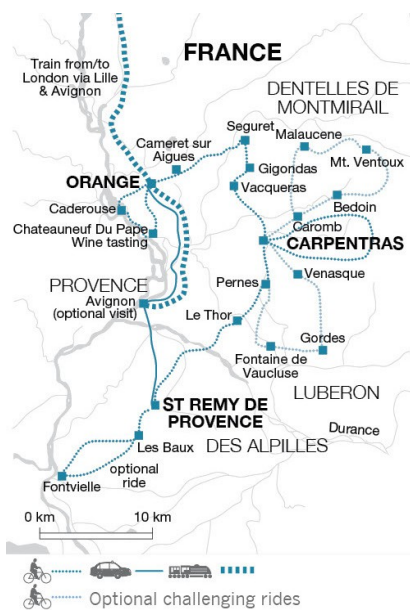 FRANCE
Train from/to
London via Lille
& Avignon
DENTELLES DE
MONTMIRAIL
Seguret
Malaucene
Cameret sur
Aigues
Mt. Ventoux
Gigondas
ORANGE
Vacqueras
Bedoin
Caderouse
Caromb
Chateauneuf Du Pape
Wine tasting
CARPENTRAS
Venasque
PROVENCE
Pernes
Avignon
(optional visit)
Le Thor
Gordes
Fontaine de
Vaucluse
LUBERON
ST REMY DE
PROVENCE
Durance
Les Baux
DES ALPILLES
optional
ride
Fontvielle
0 km
10 km
Optional challenging rides